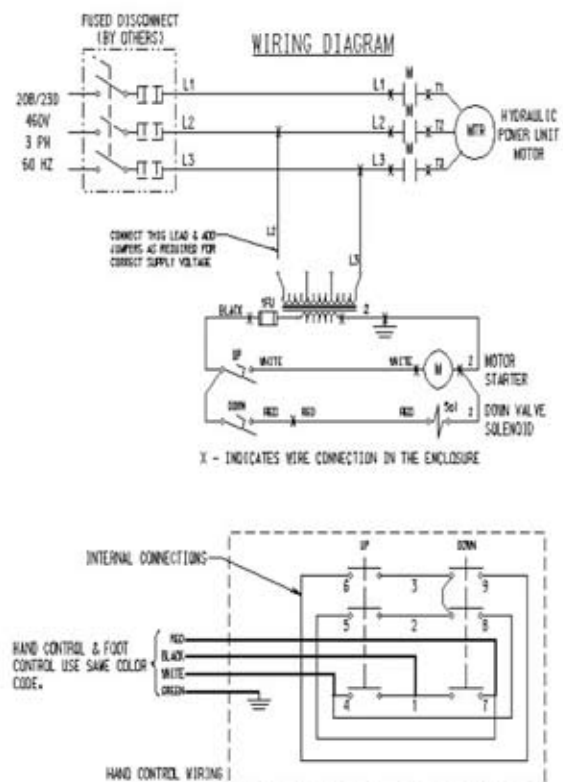 FUSED DISCONNECT
(BY OTHERS)
WIRING DIAGRAM
208/230
460V
3 PH
60 HZ
L1
L2
L3
L1
L2
L3
M
M
M
T1
T2
T3
MTR
HYDRAULIC
POWER UNIT
MOTOR
CONNECT THIS LEAD & ADD
JUMPERS AS REQUIRED FOR
CORRECT SUPPLY VOLTAGE
L2
L3
BLACK
1FU
2
UP
WHITE
WHITE
M
2
MOTOR
STARTER
DOWN
RED
RED
RED
Sol
2
DOWN VALVE
SOLENOID
X - INDICATES WIRE CONNECTION IN THE ENCLOSURE
INTERNAL CONNECTIONS
UP
DOWN
6
3
9
5
2
8
4
1
7
HAND CONTROL & FOOT
CONTROL USE SAME COLOR
CODE.
RED
BLACK
WHITE
GREEN
HAND CONTROL WIRING